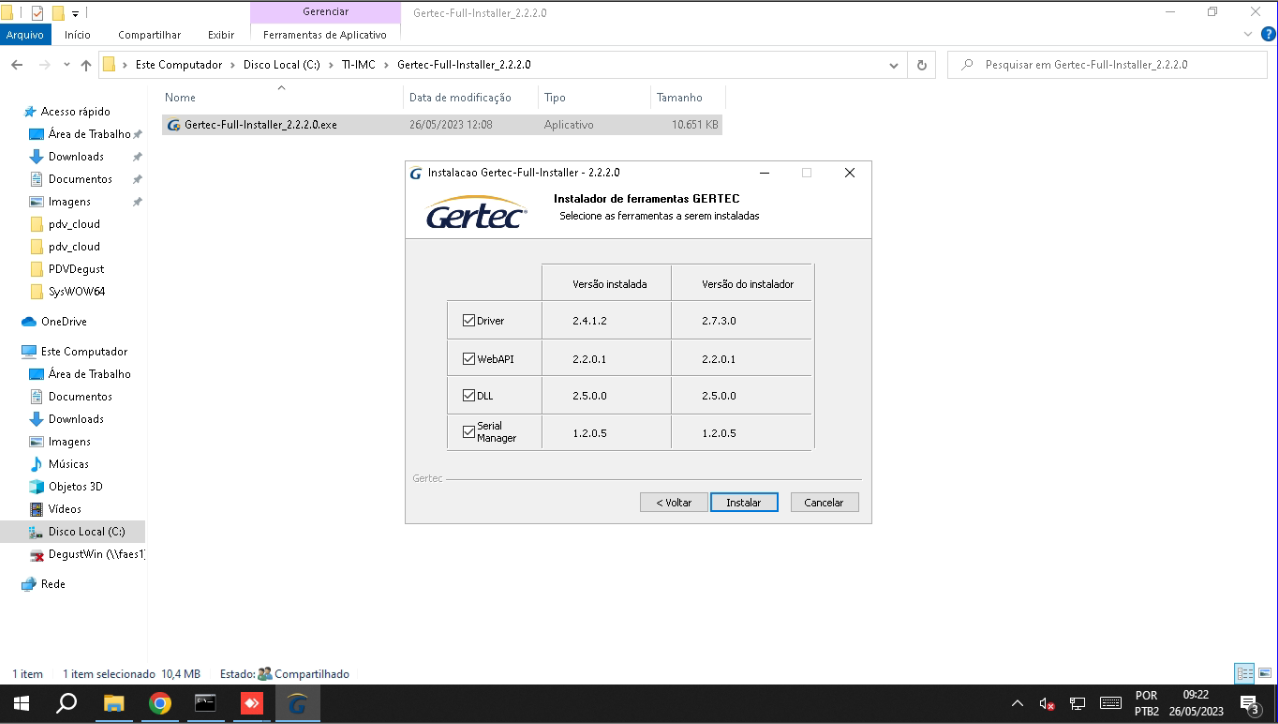 Gerenciar
Gertec-Full-Installer_2.2.2.0
Arquivo
Início
Compartilhar
Exibir
Ferramentas de Aplicativo
Este Computador > Disco Local (C:) > TI-IMC > Gertec-Full-Installer_2.2.2.0
Pesquisar em Gertec-Full-Installer_2.2.2.0
Nome
Data de modificação
Tipo
Tamanho
Gertec-Full-Installer_2.2.2.0.exe
26/05/2023 12:08
Aplicativo
10.651 KB
Acesso rápido
Área de Trabalho
Downloads
Documentos
Imagens
pdv_cloud
pdv_cloud
PDVDegust
SysWOW64
OneDrive
Este Computador
Área de Trabalho
Documentos
Downloads
Imagens
Músicas
Objetos 3D
Vídeos
Disco Local (C:)
DegustWin (\\faes1
Rede
Instalacao Gertec-Full-Installer - 2.2.2.0
Gertec
Instalador de ferramentas GERTEC
Selecione as ferramentas a serem instaladas
Versão instalada
Versão do instalador
Driver
2.4.1.2
2.7.3.0
WebAPI
2.2.0.1
2.2.0.1
DLL
2.5.0.0
2.5.0.0
Serial
Manager
1.2.0.5
1.2.0.5
Gertec
< Voltar
Instalar
Cancelar
1 item
1 item selecionado 10,4 MB
Estado: Compartilhado
POR
PTB2
09:22
26/05/2023
3